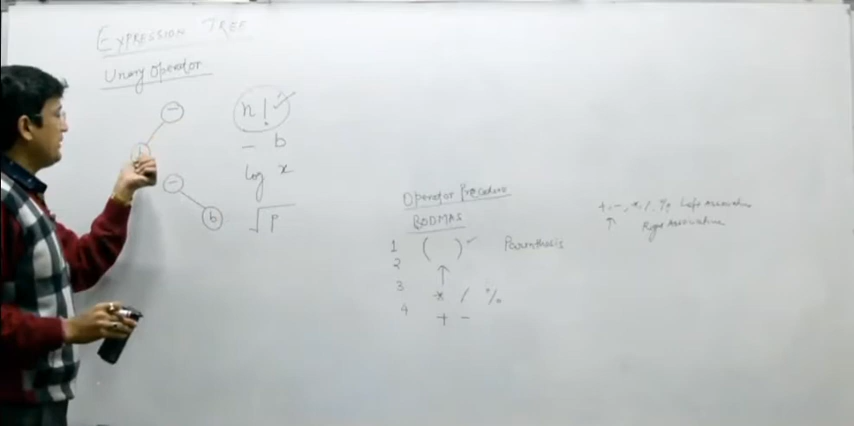 EXPRESSION TREE
Unary Operator
−
n!
− b
log x
−
b
√p
Operator Precedence
BODMAS
1 ( ) Parenthesis
2 ↑
3 * / %
4 + −
+, −, *, /, % Left Associative
↑ Right Associative